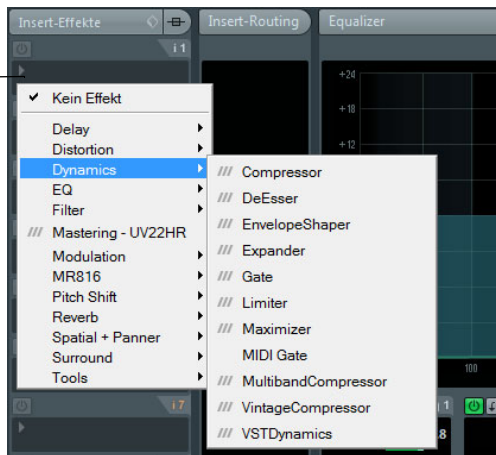 Insert-Effekte
Insert-Routing
Equalizer
i 1
+24
+18
+12
✓ Kein Effekt
Delay
Distortion
Dynamics
EQ
Filter
/// Mastering - UV22HR
Modulation
MR816
Pitch Shift
Reverb
Spatial + Panner
Surround
Tools
/// Compressor
/// DeEsser
/// EnvelopeShaper
/// Expander
/// Gate
/// Limiter
/// Maximizer
MIDI Gate
/// MultibandCompressor
/// VintageCompressor
/// VSTDynamics
100
i 7
1
.8